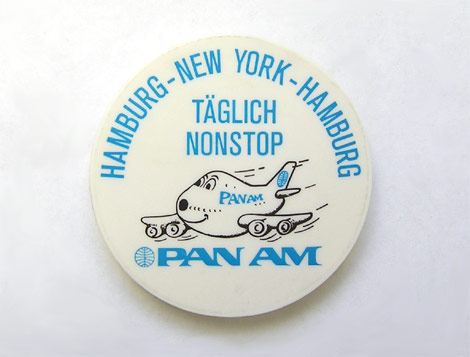 HAMBURG-NEW YORK-HAMBURG
TÄGLICH
NONSTOP
PAN AM
PAN AM